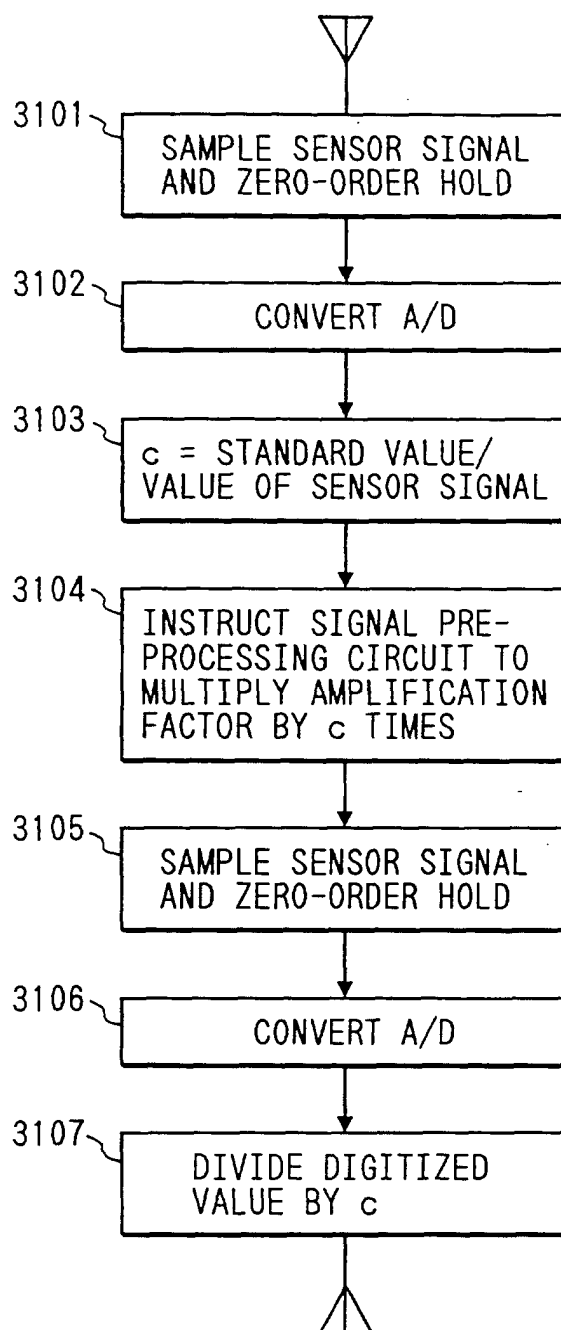 3101
SAMPLE SENSOR SIGNAL
AND ZERO-ORDER HOLD
3102
CONVERT A/D
3103
c = STANDARD VALUE/
VALUE OF SENSOR SIGNAL
3104
INSTRUCT SIGNAL PRE-
PROCESSING CIRCUIT TO
MULTIPLY AMPLIFICATION
FACTOR BY c TIMES
3105
SAMPLE SENSOR SIGNAL
AND ZERO-ORDER HOLD
3106
CONVERT A/D
3107
DIVIDE DIGITIZED
VALUE BY c